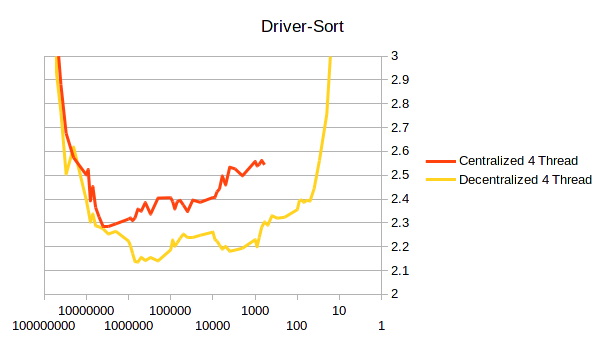 Driver-Sort
3
2.9
2.8
2.7
2.6
2.5
2.4
2.3
2.2
2.1
2
Centralized 4 Thread
Decentralized 4 Thread
10000000 100000 1000 10
100000000 1000000 10000 100 1